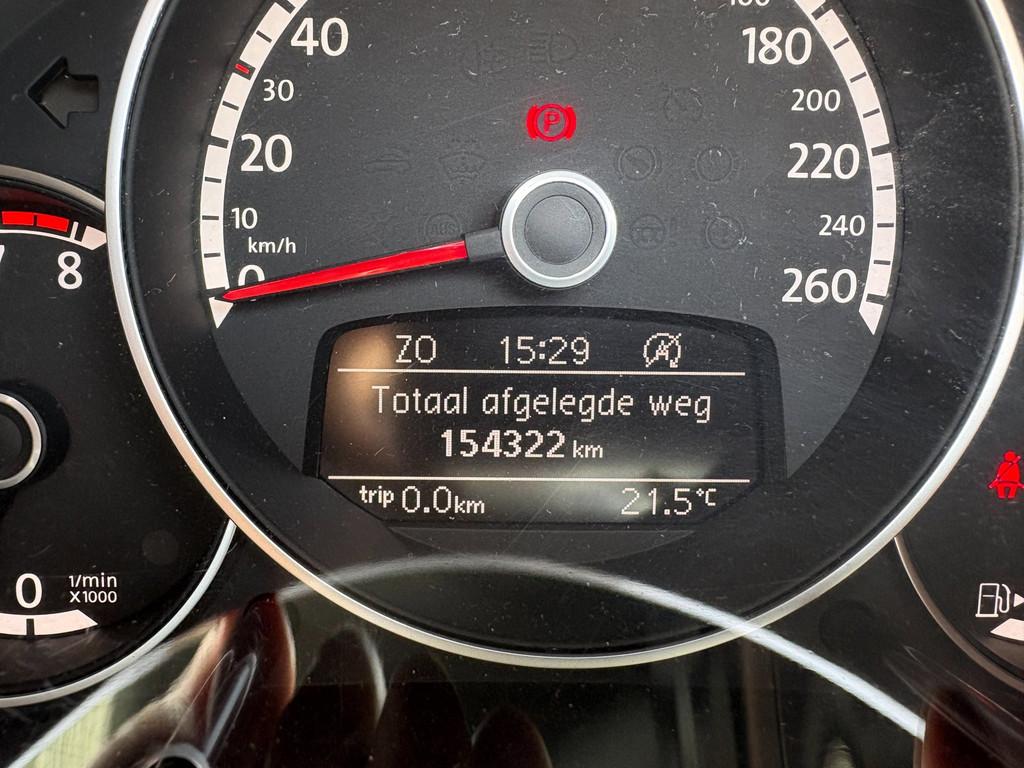 40
30
20
10
km/h
0
180
200
220
240
260
P
8
ZO 15:29
Totaal afgelegde weg
154322 km
trip 0.0km 21.5°C
0 1/min
X1000